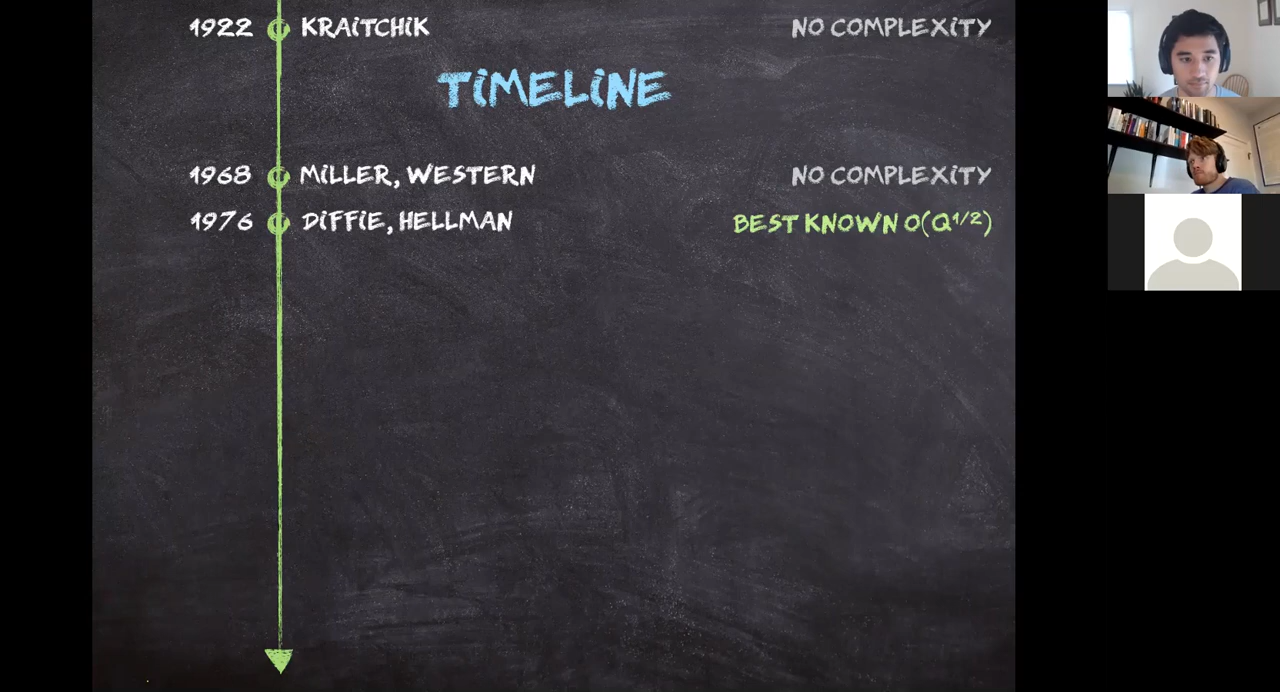 1922 KRAITCHIK NO COMPLEXITY
TIMELINE
1968 MILLER, WESTERN NO COMPLEXITY
1976 DIFFIE, HELLMAN BEST KNOWN O(Q^1/2)